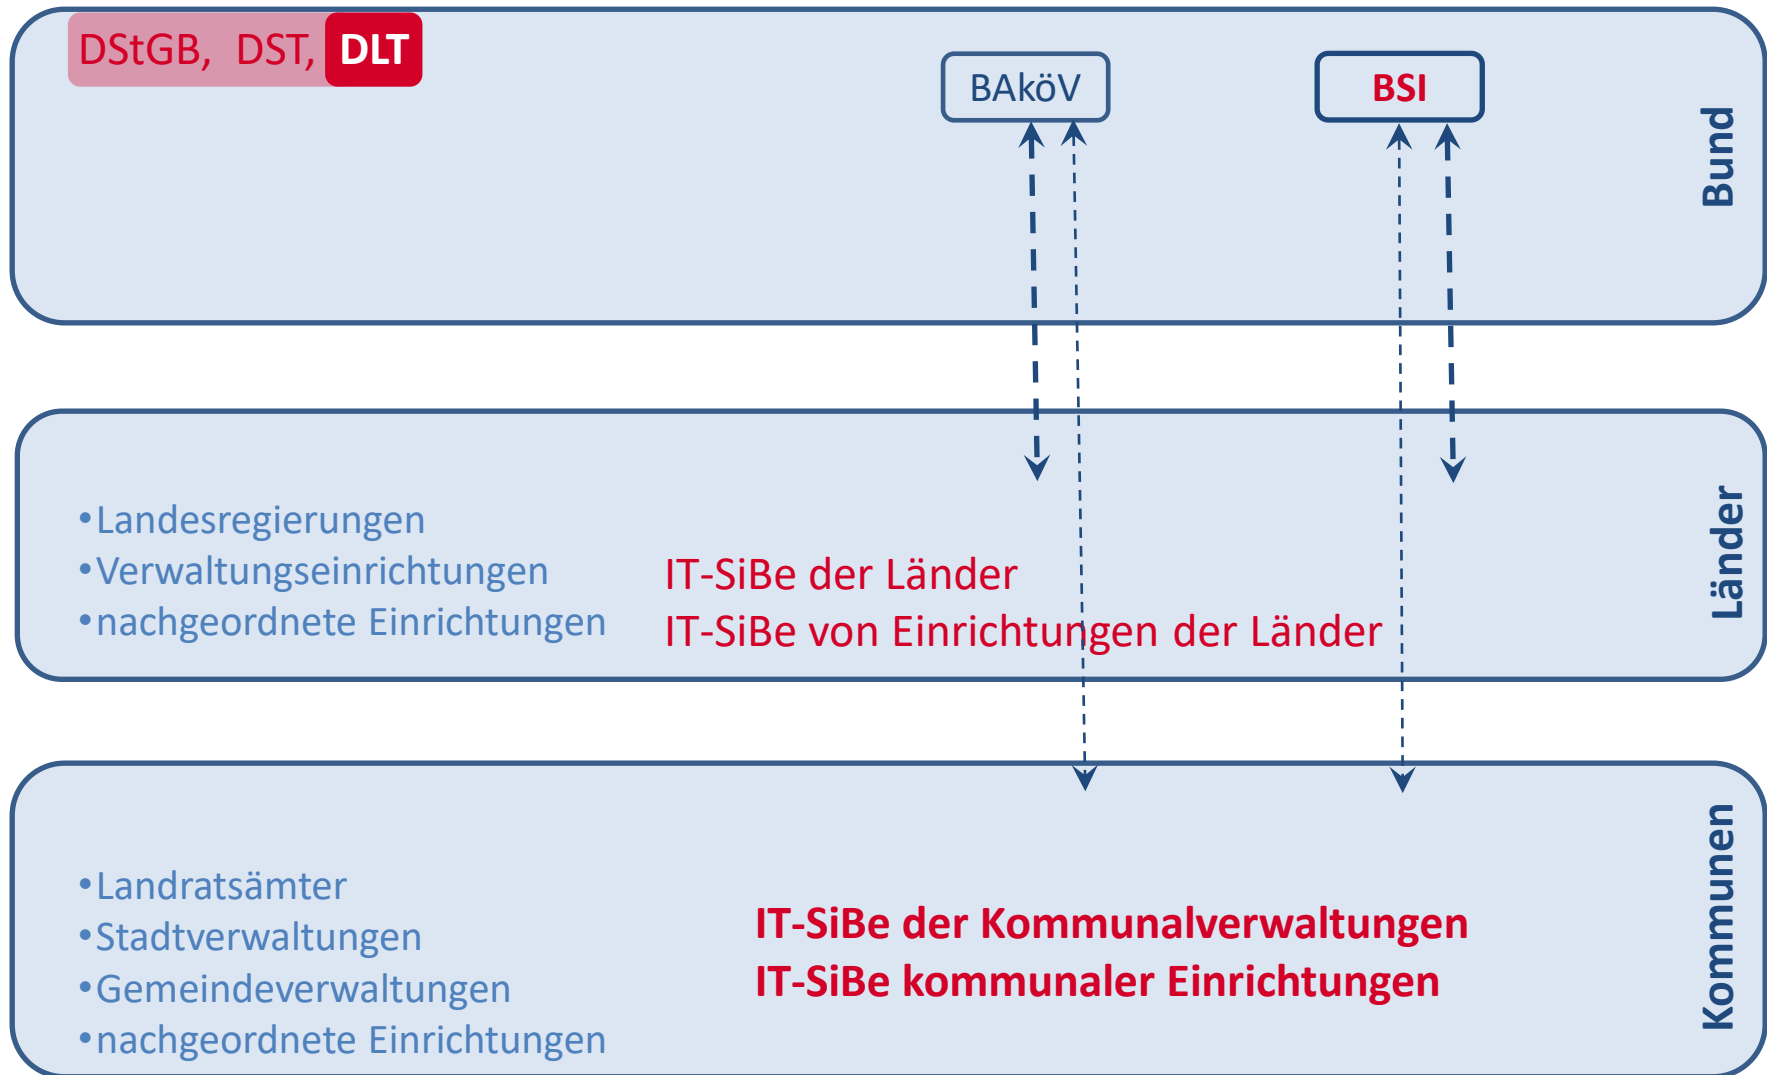 DStGB, DST, DLT
BAköV
BSI
Bund
•Landesregierungen
•Verwaltungseinrichtungen
•nachgeordnete Einrichtungen
IT-SiBe der Länder
IT-SiBe von Einrichtungen der Länder
Länder
•Landratsämter
•Stadtverwaltungen
•Gemeindeverwaltungen
•nachgeordnete Einrichtungen
IT-SiBe der Kommunalverwaltungen
IT-SiBe kommunaler Einrichtungen
Kommunen